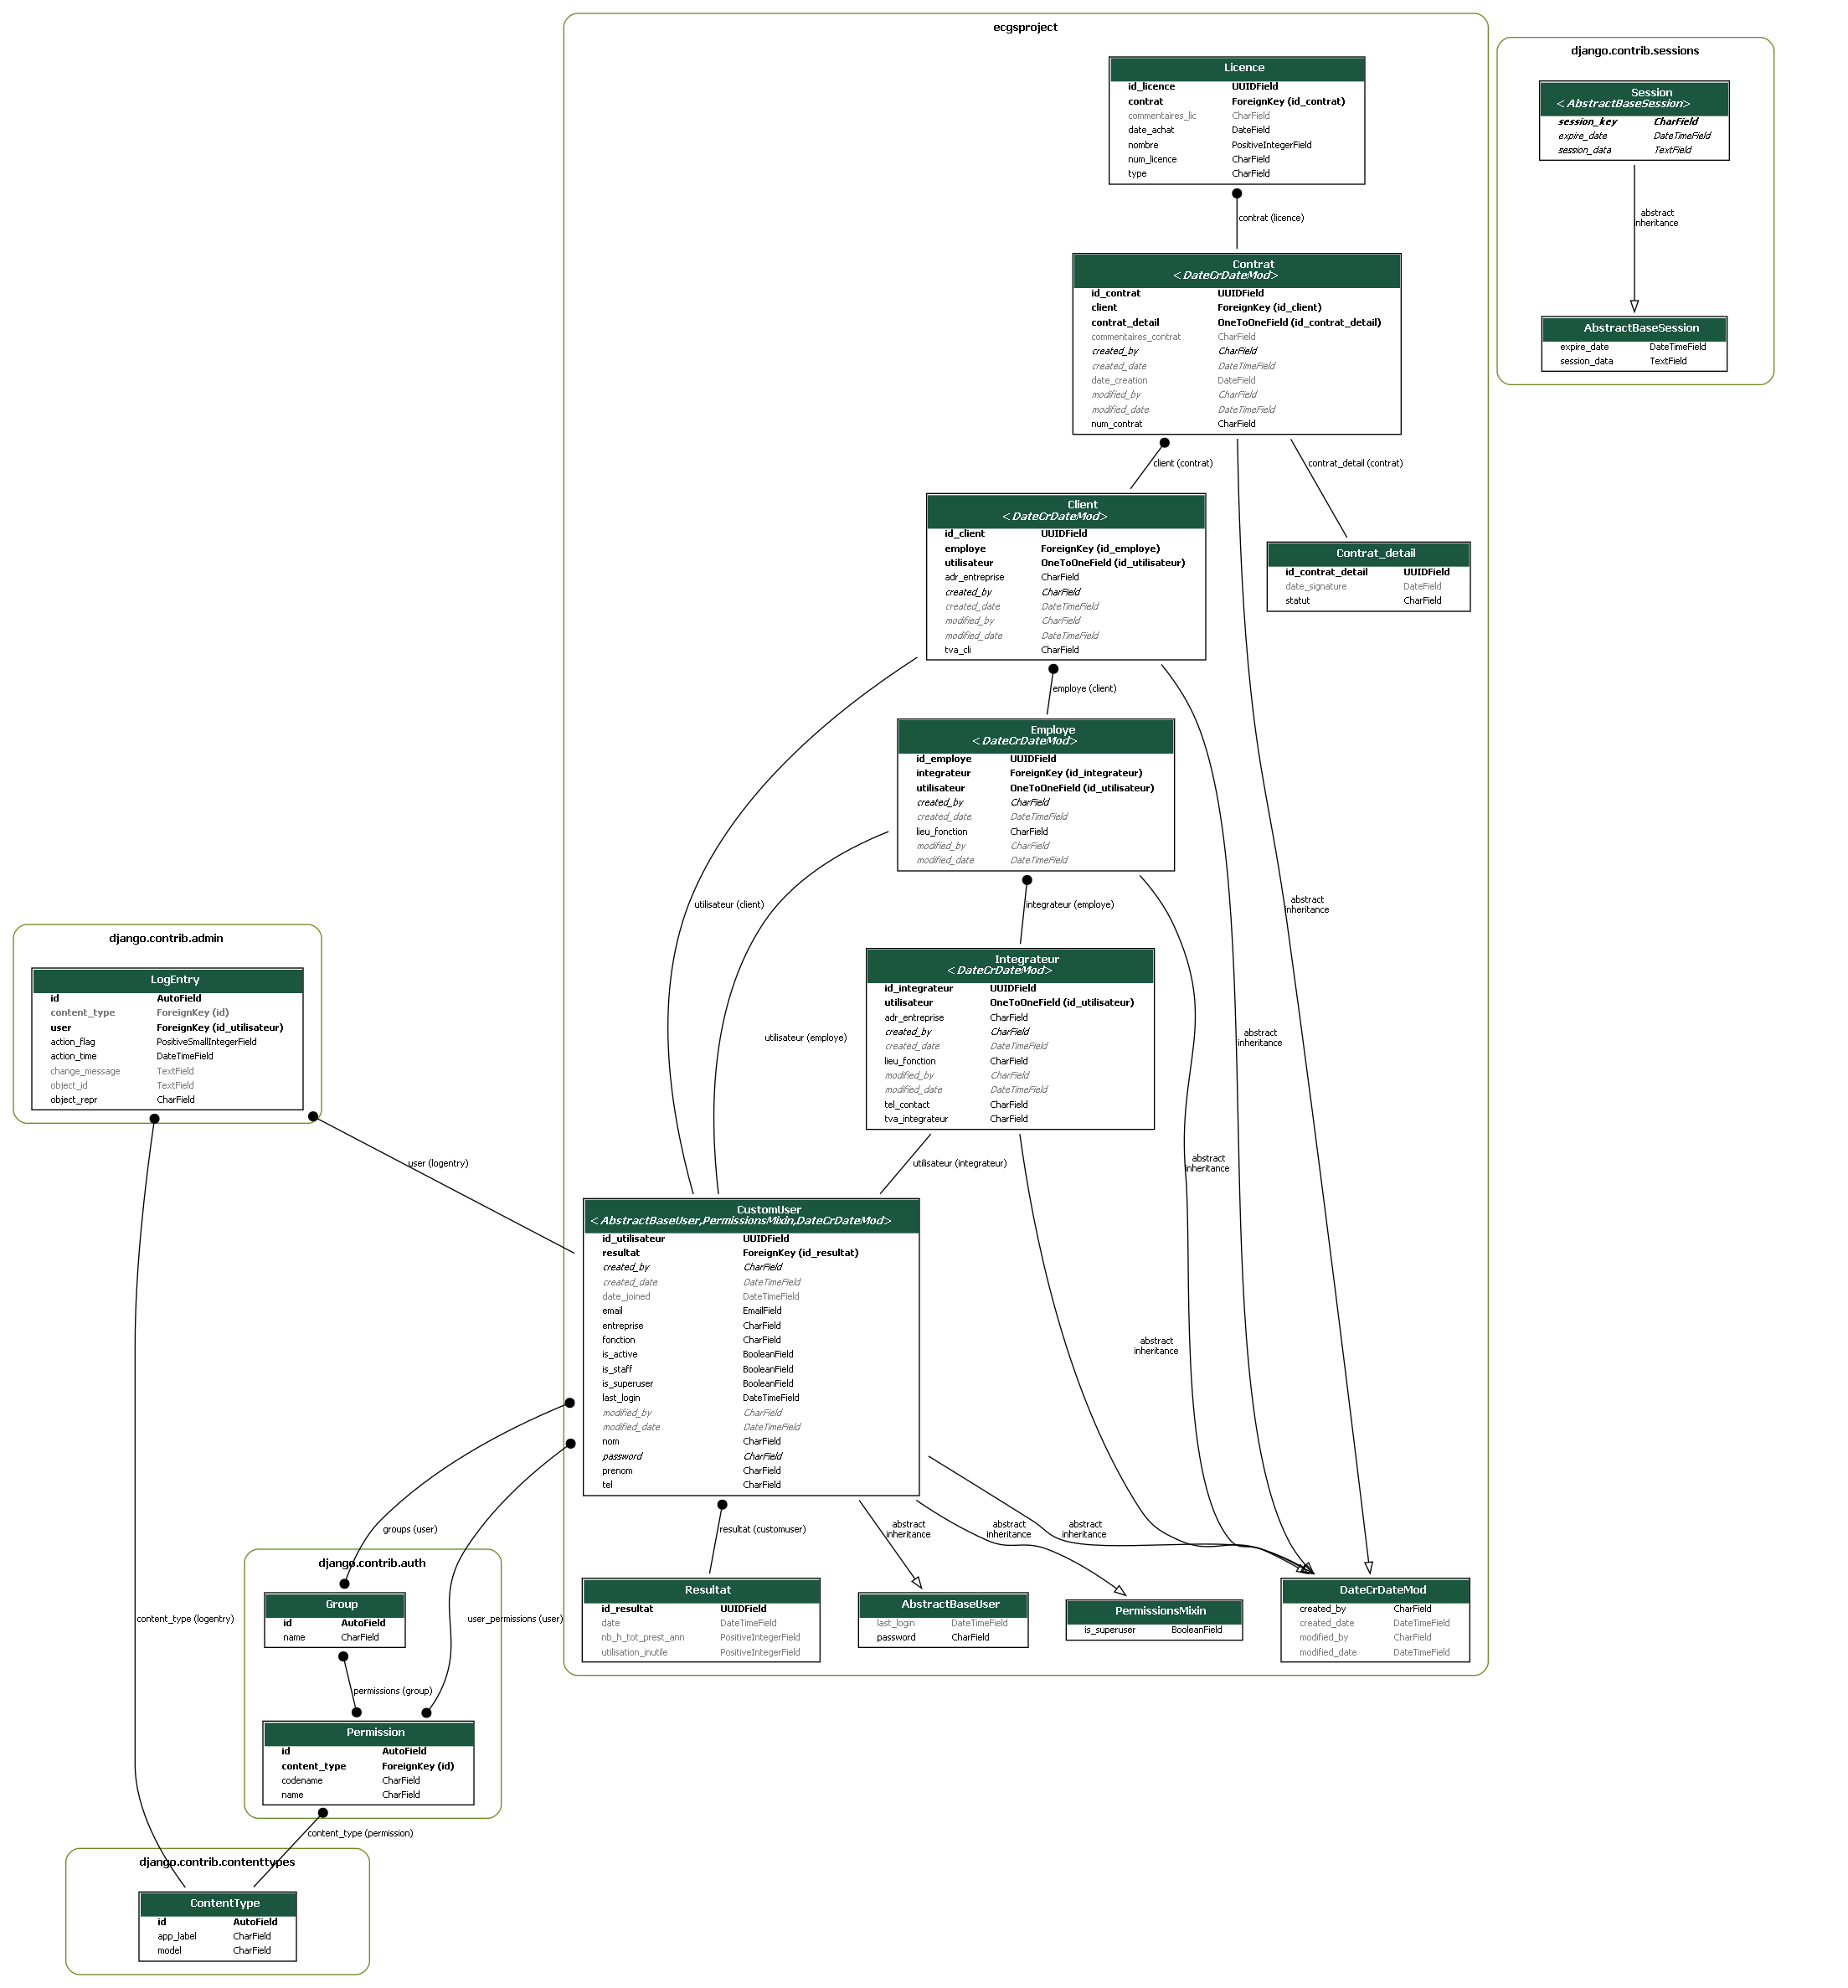 ecgsproject
Licence
id_licence UUIDField
contrat ForeignKey (id_contrat)
commentaires_lic CharField
date_achat DateField
nombre PositiveIntegerField
num_licence CharField
type CharField
contrat (licence)
Contrat
<DateCrDateMod>
id_contrat UUIDField
client ForeignKey (id_client)
contrat_detail OneToOneField (id_contrat_detail)
commentaires_contrat CharField
created_by CharField
created_date DateTimeField
date_creation DateField
modified_by CharField
modified_date DateTimeField
num_contrat CharField
client (contrat)
contrat_detail (contrat)
Client
<DateCrDateMod>
id_client UUIDField
employe ForeignKey (id_employe)
utilisateur OneToOneField (id_utilisateur)
adr_entreprise CharField
created_by CharField
created_date DateTimeField
modified_by CharField
modified_date DateTimeField
tva_cli CharField
Contrat_detail
id_contrat_detail UUIDField
date_signature DateField
statut CharField
employe (client)
Employe
<DateCrDateMod>
id_employe UUIDField
integrateur ForeignKey (id_integrateur)
utilisateur OneToOneField (id_utilisateur)
created_by CharField
created_date DateTimeField
lieu_fonction CharField
modified_by CharField
modified_date DateTimeField
utilisateur (client)
integrateur (employe)
abstract
inheritance
Integrateur
<DateCrDateMod>
id_integrateur UUIDField
utilisateur OneToOneField (id_utilisateur)
adr_entreprise CharField
created_by CharField
created_date DateTimeField
lieu_fonction CharField
modified_by CharField
modified_date DateTimeField
tel_contact CharField
tva_integrateur CharField
utilisateur (employe)
abstract
inheritance
utilisateur (integrateur)
abstract
inheritance
CustomUser
<AbstractBaseUser,PermissionsMixin,DateCrDateMod>
id_utilisateur UUIDField
resultat ForeignKey (id_resultat)
created_by CharField
created_date DateTimeField
date_joined DateTimeField
email EmailField
entreprise CharField
fonction CharField
is_active BooleanField
is_staff BooleanField
is_superuser BooleanField
last_login DateTimeField
modified_by CharField
modified_date DateTimeField
nom CharField
password CharField
prenom CharField
tel CharField
abstract
inheritance
resultat (customuser)
abstract
inheritance
abstract
inheritance
abstract
inheritance
Resultat
id_resultat UUIDField
date DateTimeField
nb_h_tot_prest_ann PositiveIntegerField
utilisation_inutile PositiveIntegerField
AbstractBaseUser
last_login DateTimeField
password CharField
PermissionsMixin
is_superuser BooleanField
DateCrDateMod
created_by CharField
created_date DateTimeField
modified_by CharField
modified_date DateTimeField
django.contrib.sessions
Session
<AbstractBaseSession>
session_key CharField
expire_date DateTimeField
session_data TextField
abstract
inheritance
AbstractBaseSession
expire_date DateTimeField
session_data TextField
django.contrib.admin
LogEntry
id AutoField
content_type ForeignKey (id)
user ForeignKey (id_utilisateur)
action_flag PositiveSmallIntegerField
action_time DateTimeField
change_message TextField
object_id TextField
object_repr CharField
user (logentry)
groups (user)
content_type (logentry)
user_permissions (user)
django.contrib.auth
Group
id AutoField
name CharField
permissions (group)
Permission
id AutoField
content_type ForeignKey (id)
codename CharField
name CharField
content_type (permission)
django.contrib.contenttypes
ContentType
id AutoField
app_label CharField
model CharField